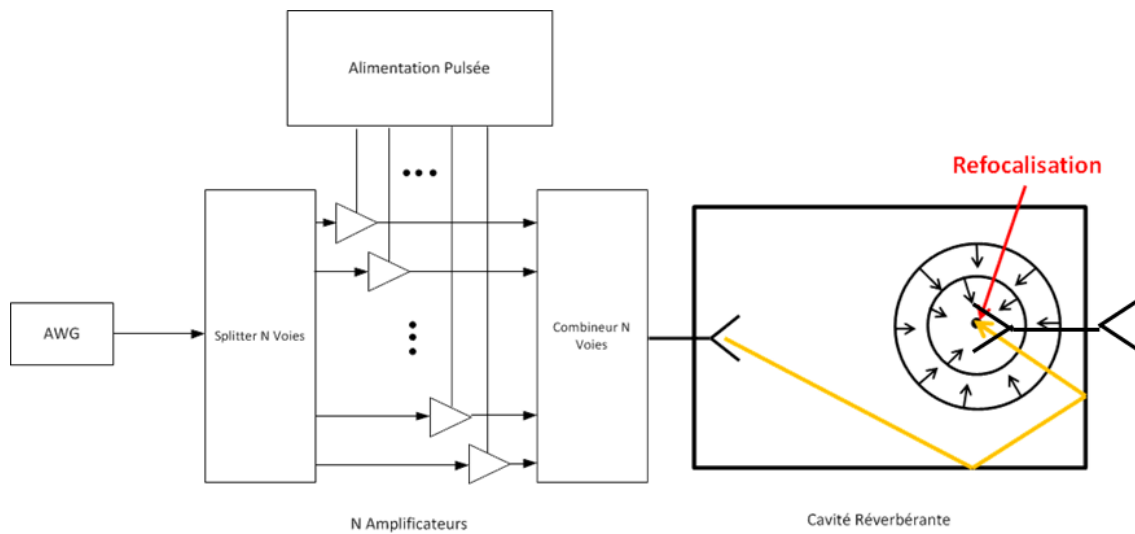 Alimentation Pulsée
Refocalisation
AWG
Splitter N Voies
Combineur N
Voies
N Amplificateurs
Cavité Réverbérante